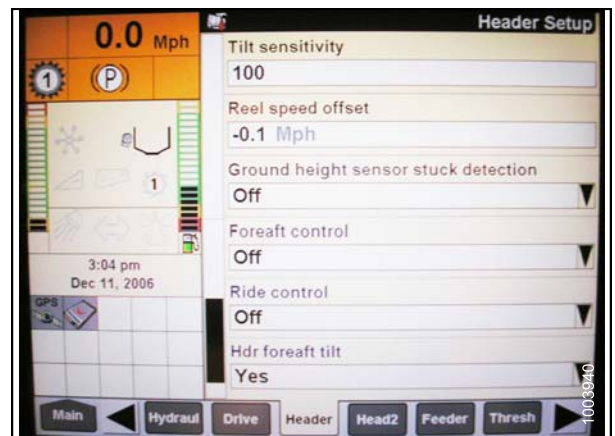 0.0 Mph
Header Setup
1
(P)
1
3:04 pm
Dec 11, 2006
GPS
Tilt sensitivity
100
Reel speed offset
-0.1 Mph
Ground height sensor stuck detection
Off
Foreaft control
Off
Ride control
Off
Hdr foreaft tilt
Yes
Main
Hydraul
Drive
Header
Head2
Feeder
Thresh
1003940